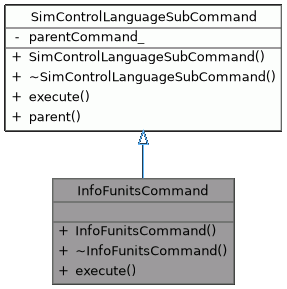 SimControlLanguageSubCommand
- parentCommand_
+ SimControlLanguageSubCommand()
+ ~SimControlLanguageSubCommand()
+ execute()
+ parent()
InfoFunitsCommand
+ InfoFunitsCommand()
+ ~InfoFunitsCommand()
+ execute()